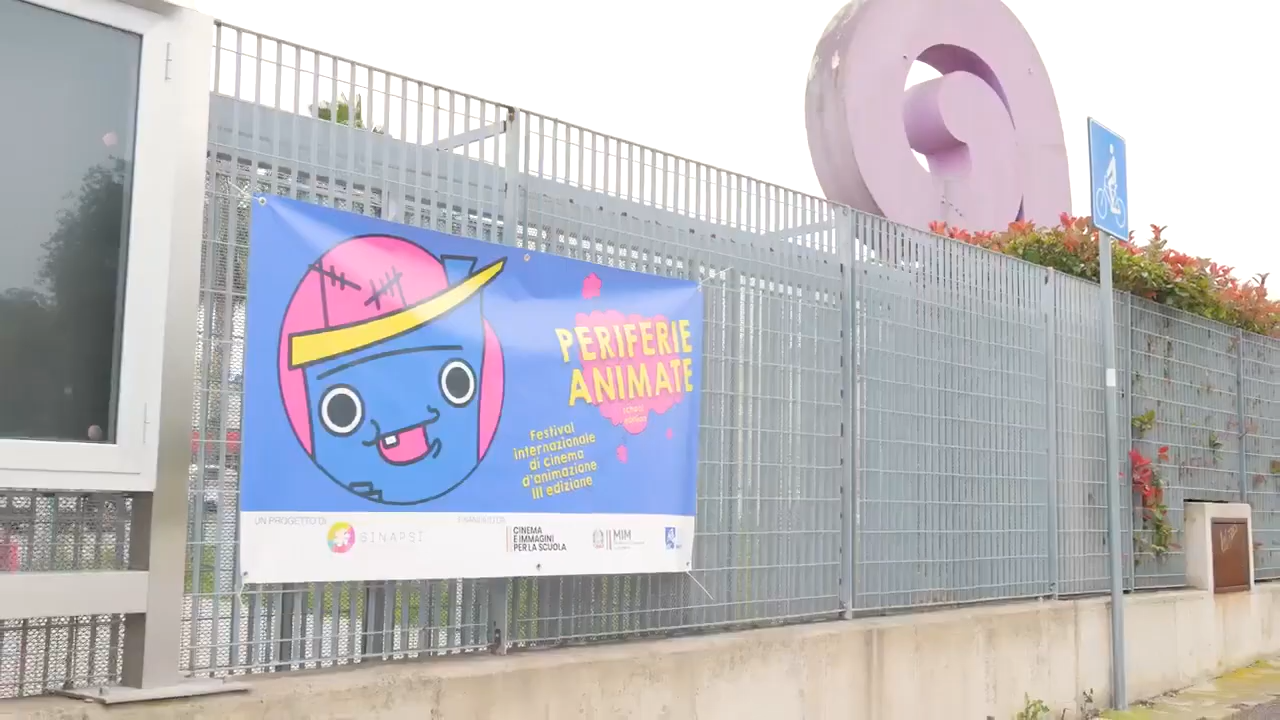 PERIFERIE
ANIMATE
Festival
internazionale
di cinema
d'animazione
III edizione
UN PROGETTO DI
SINAPSI
CINEMA
E IMMAGINI
PER LA SCUOLA
MIM